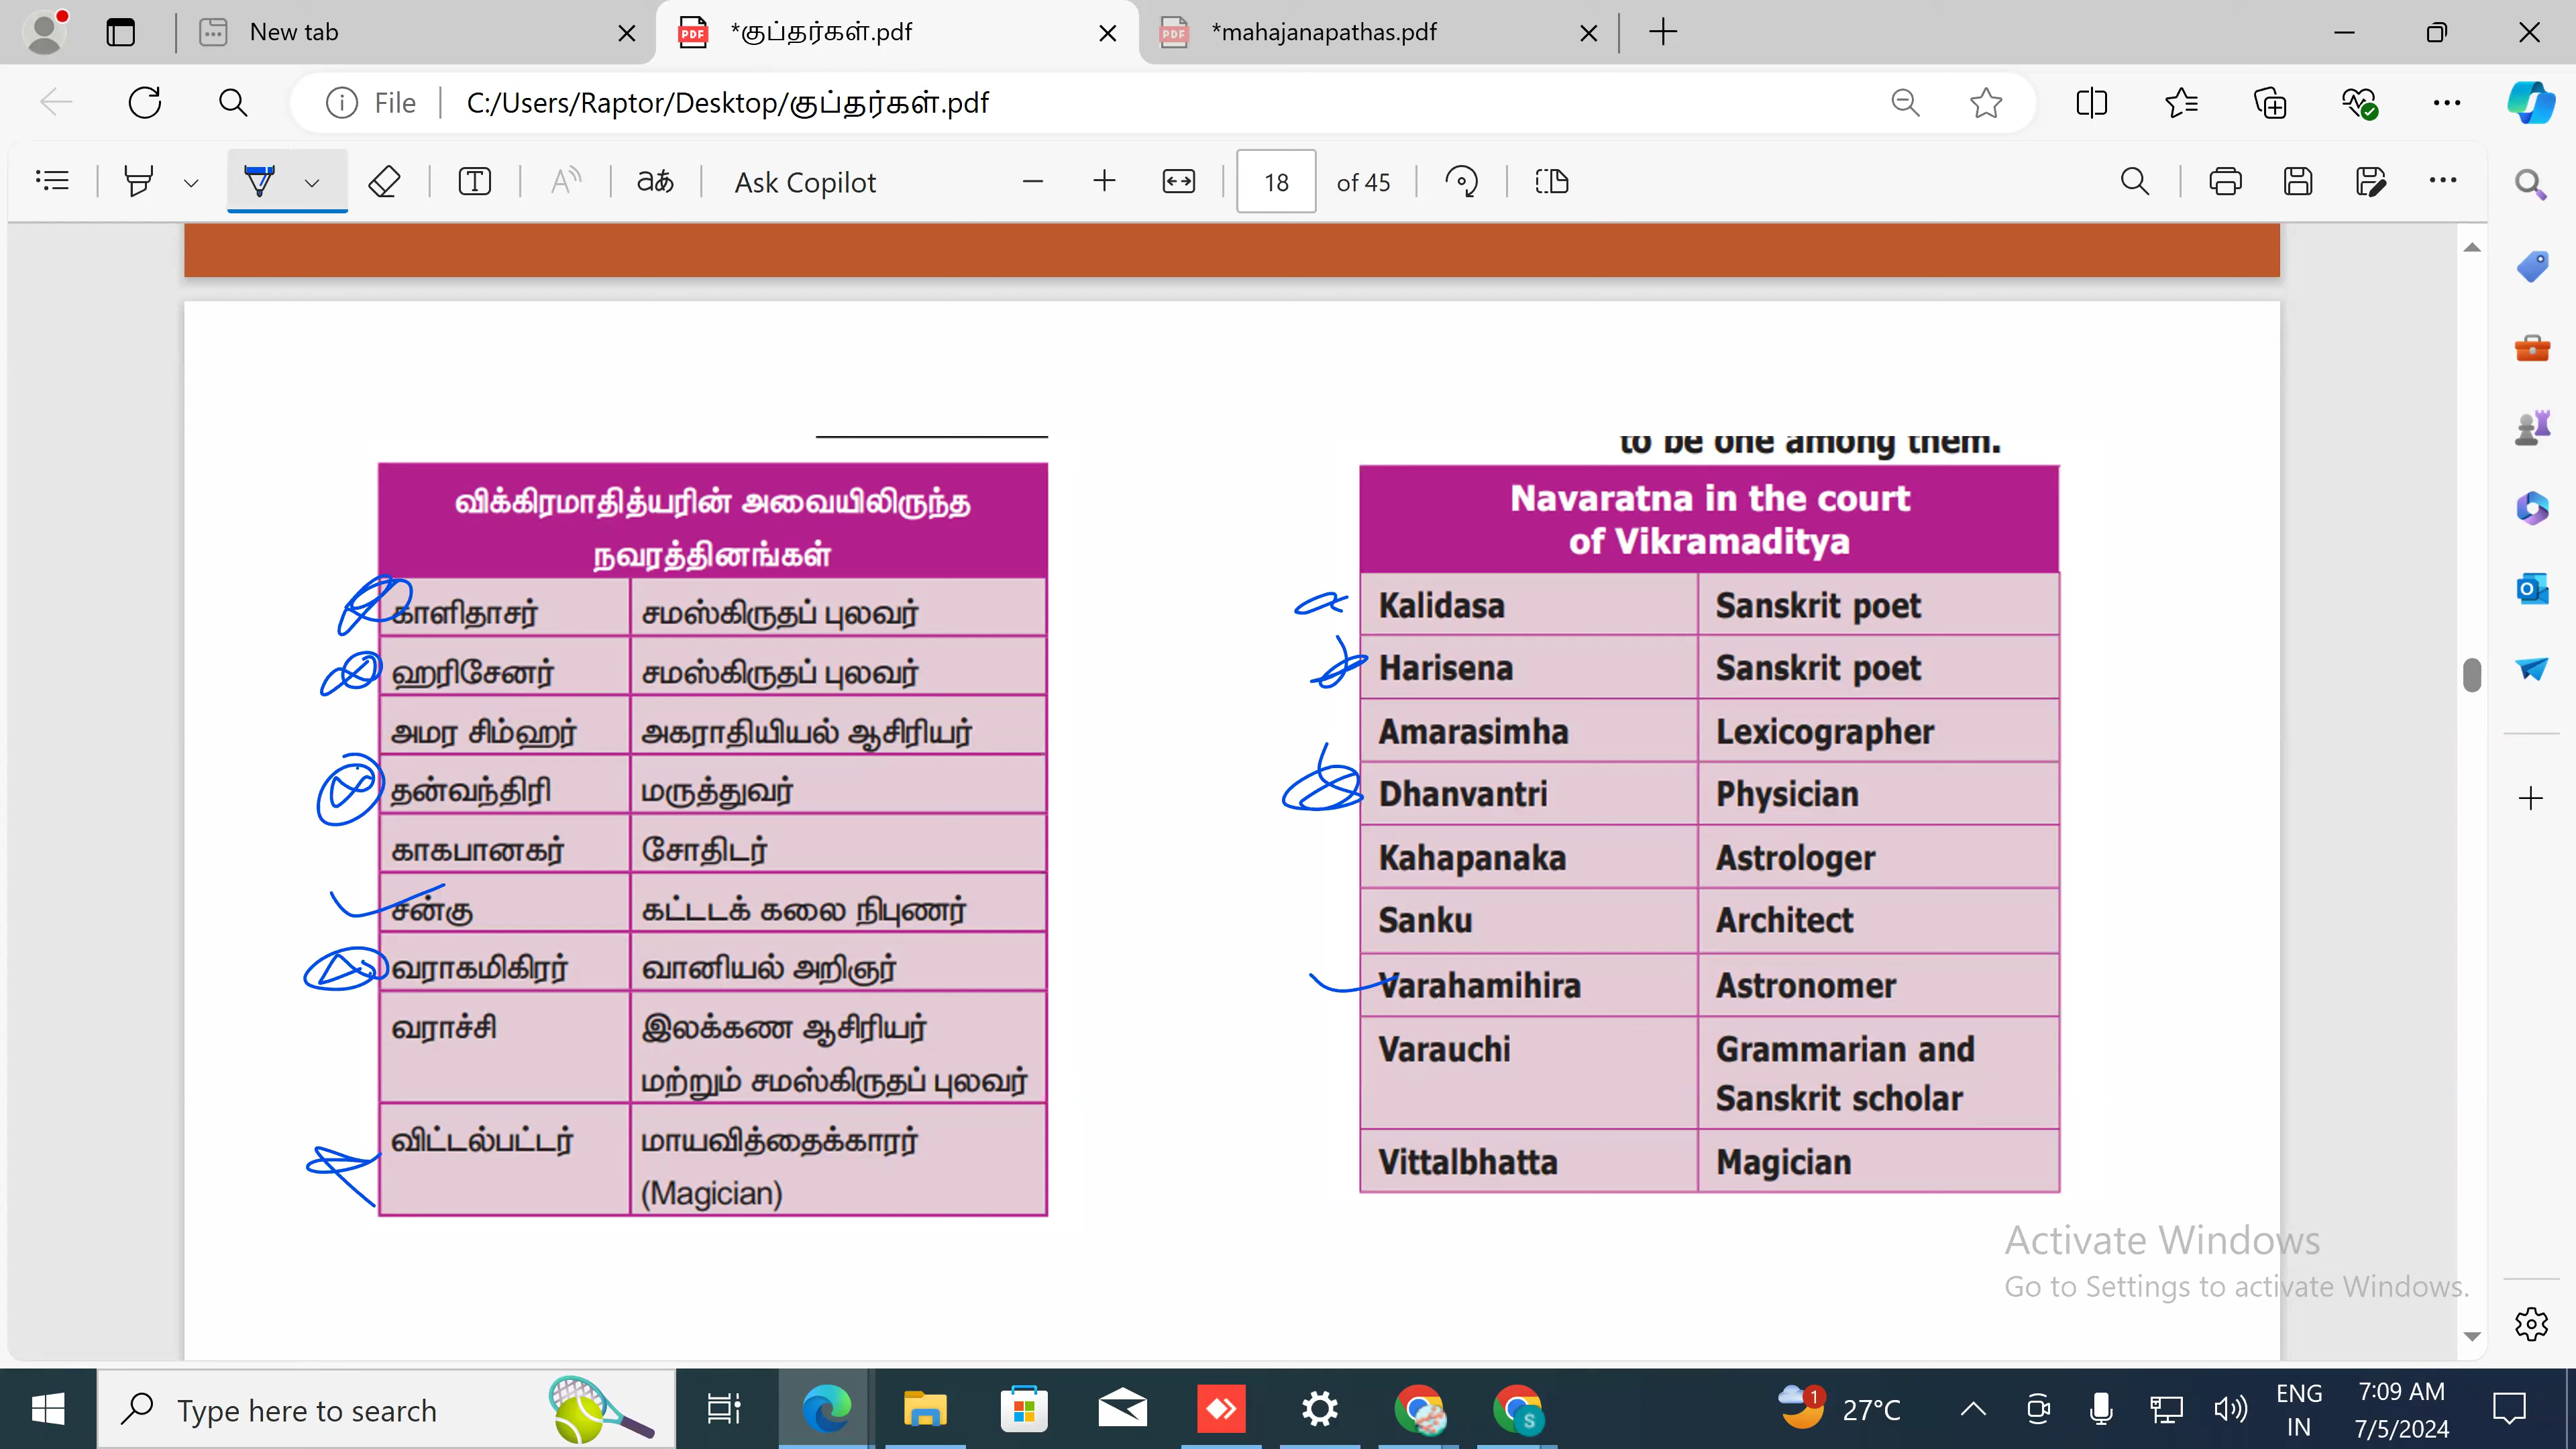 New tab
*குப்தர்கள்.pdf
*mahajanapathas.pdf
File
C:/Users/Raptor/Desktop/குப்தர்கள்.pdf
Ask Copilot
18 of 45
விக்கிரமாதித்யரின் அவையிலிருந்த
நவரத்தினங்கள்
காளிதாசர் சமஸ்கிருதப் புலவர்
ஹரிசேனர் சமஸ்கிருதப் புலவர்
அமர சிம்ஹர் அகராதியியல் ஆசிரியர்
தன்வந்திரி மருத்துவர்
காகபானகர் சோதிடர்
சன்கு கட்டடக் கலை நிபுணர்
வராகமிகிரர் வானியல் அறிஞர்
வராச்சி இலக்கண ஆசிரியர்
மற்றும் சமஸ்கிருதப் புலவர்
விட்டல்பட்டர் மாயவித்தைக்காரர்
(Magician)
to be one among them.
Navaratna in the court
of Vikramaditya
Kalidasa Sanskrit poet
Harisena Sanskrit poet
Amarasimha Lexicographer
Dhanvantri Physician
Kahapanaka Astrologer
Sanku Architect
Varahamihira Astronomer
Varauchi Grammarian and
Sanskrit scholar
Vittalbhatta Magician
Activate Windows
Go to Settings to activate Windows.
Type here to search
27°C
ENG
IN
7:09 AM
7/5/2024